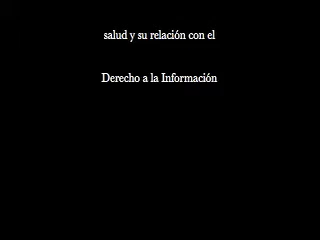 salud y su relación con el
Derecho a la Información